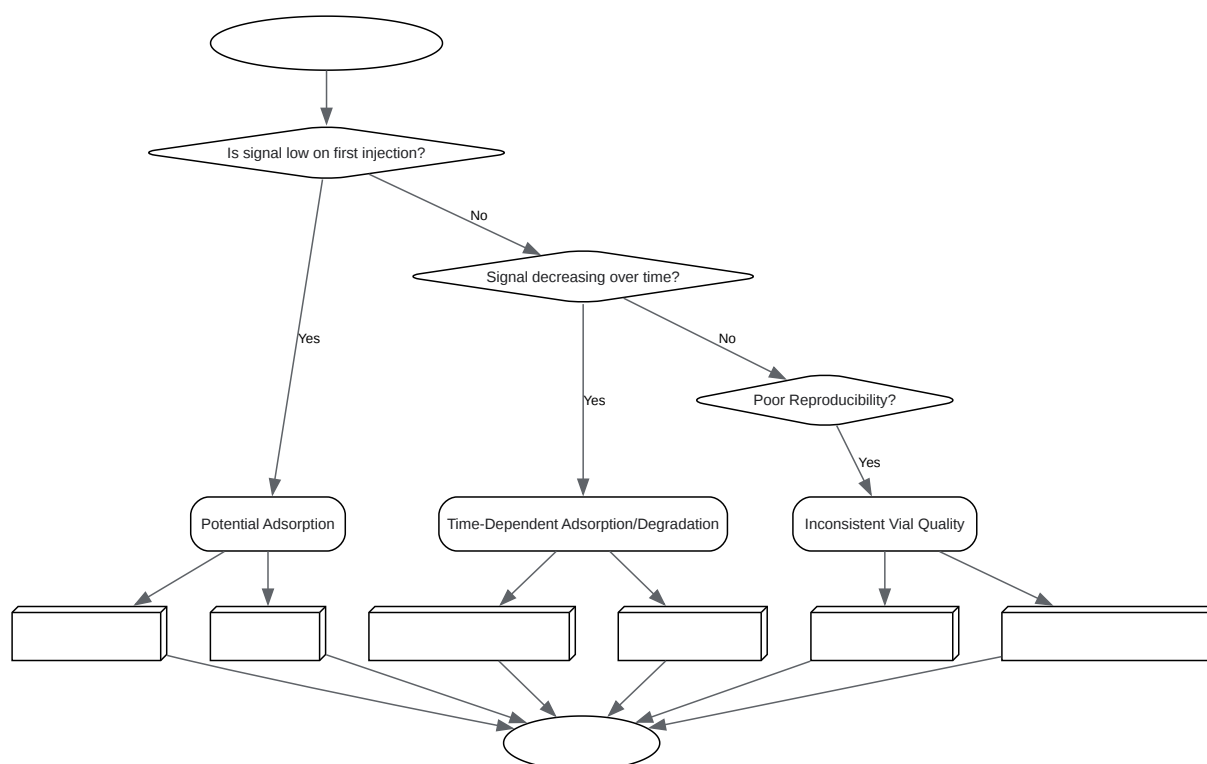 Is signal low on first injection?
No
Signal decreasing over time?
Yes
No
Yes
Poor Reproducibility?
Yes
Potential Adsorption
Time-Dependent Adsorption/Degradation
Inconsistent Vial Quality